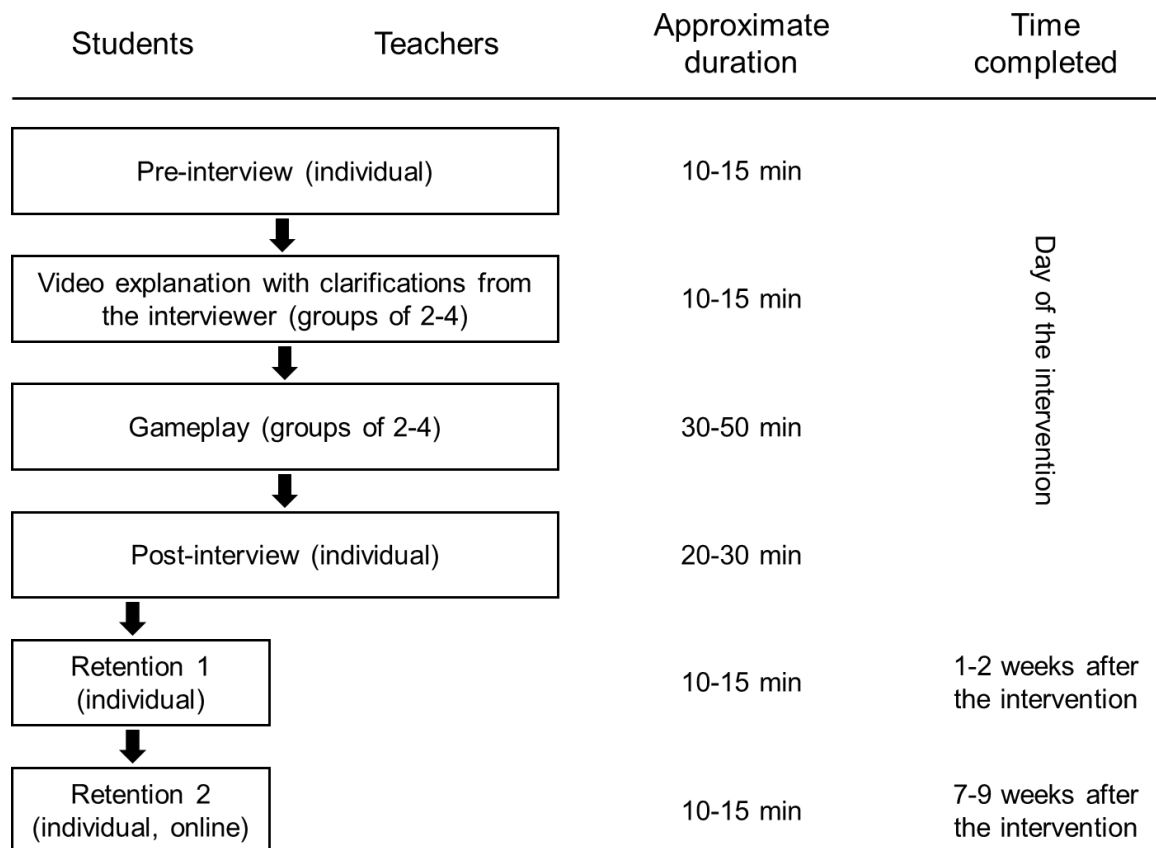 Students
Teachers
Approximate
duration
Time
completed
Pre-interview (individual)
10-15 min
Video explanation with clarifications from
the interviewer (groups of 2-4)
10-15 min
Gameplay (groups of 2-4)
30-50 min
Post-interview (individual)
20-30 min
Day of the intervention
Retention 1
(individual)
10-15 min
1-2 weeks after
the intervention
Retention 2
(individual, online)
10-15 min
7-9 weeks after
the intervention